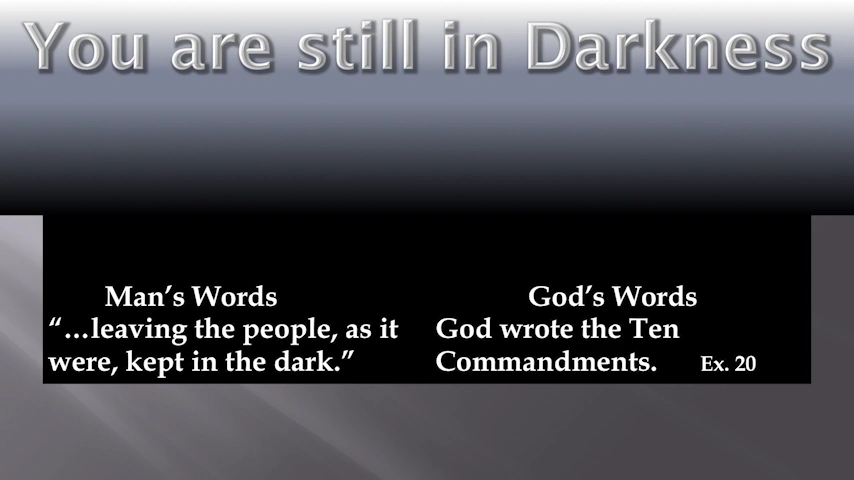 You are still in Darkness
Man’s Words
“…leaving the people, as it
were, kept in the dark.”
God’s Words
God wrote the Ten
Commandments. Ex. 20